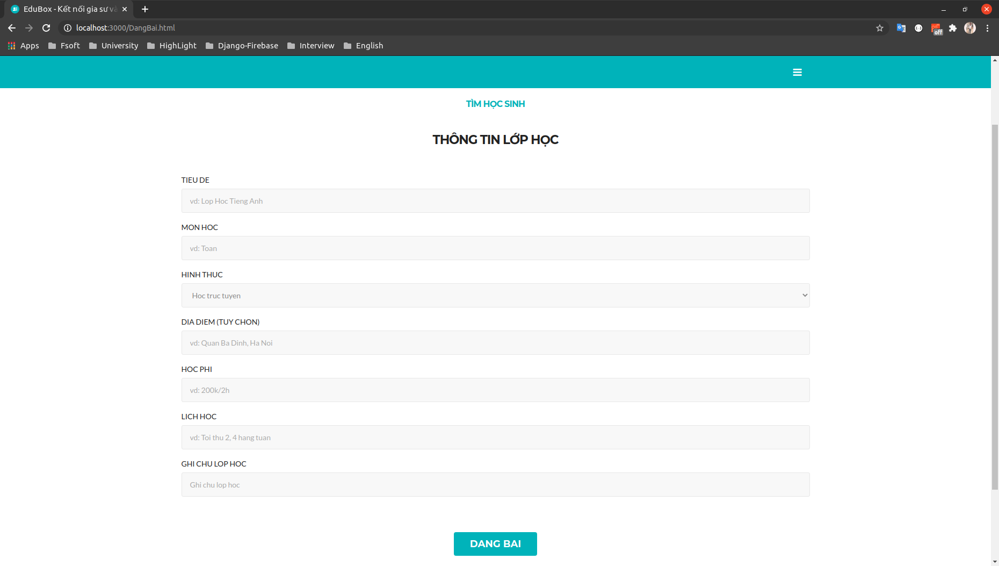 EduBox - Kết nối gia sư và
localhost:3000/DangBai.html
Apps Fsoft University HighLight Django-Firebase Interview English
off
TÌM HỌC SINH
THÔNG TIN LỚP HỌC
TIEU DE
vd: Lop Hoc Tieng Anh
MON HOC
vd: Toan
HINH THUC
Hoc truc tuyen
DIA DIEM (TUY CHON)
vd: Quan Ba Dinh, Ha Noi
HOC PHI
vd: 200k/2h
LICH HOC
vd: Toi thu 2, 4 hang tuan
GHI CHU LOP HOC
Ghi chu lop hoc
DANG BAI